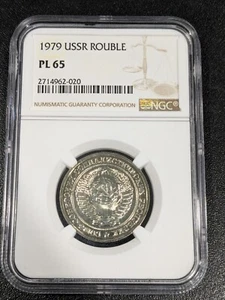 1979 USSR ROUBLE
PL 65
2714962-020
NUMISMATIC GUARANTY CORPORATION
NGC